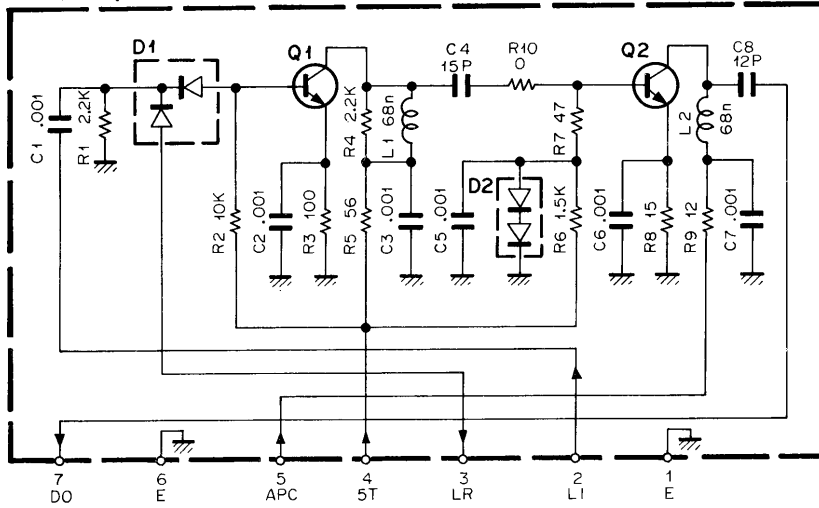 D1
Q1
C4
15P
R10
0
Q2
C8
12P
C1 .001
R1 2.2K
R4 2.2K
L1 68n
R7 47
L2
68n
D2
R2 10K
C2 .001
R3 100
R5 56
C3 .001
C5 .001
R6 1.5K
C6 .001
R8 15
R9 12
C7 .001
7
DO
6
E
5
APC
4
5T
3
LR
2
LI
1
E